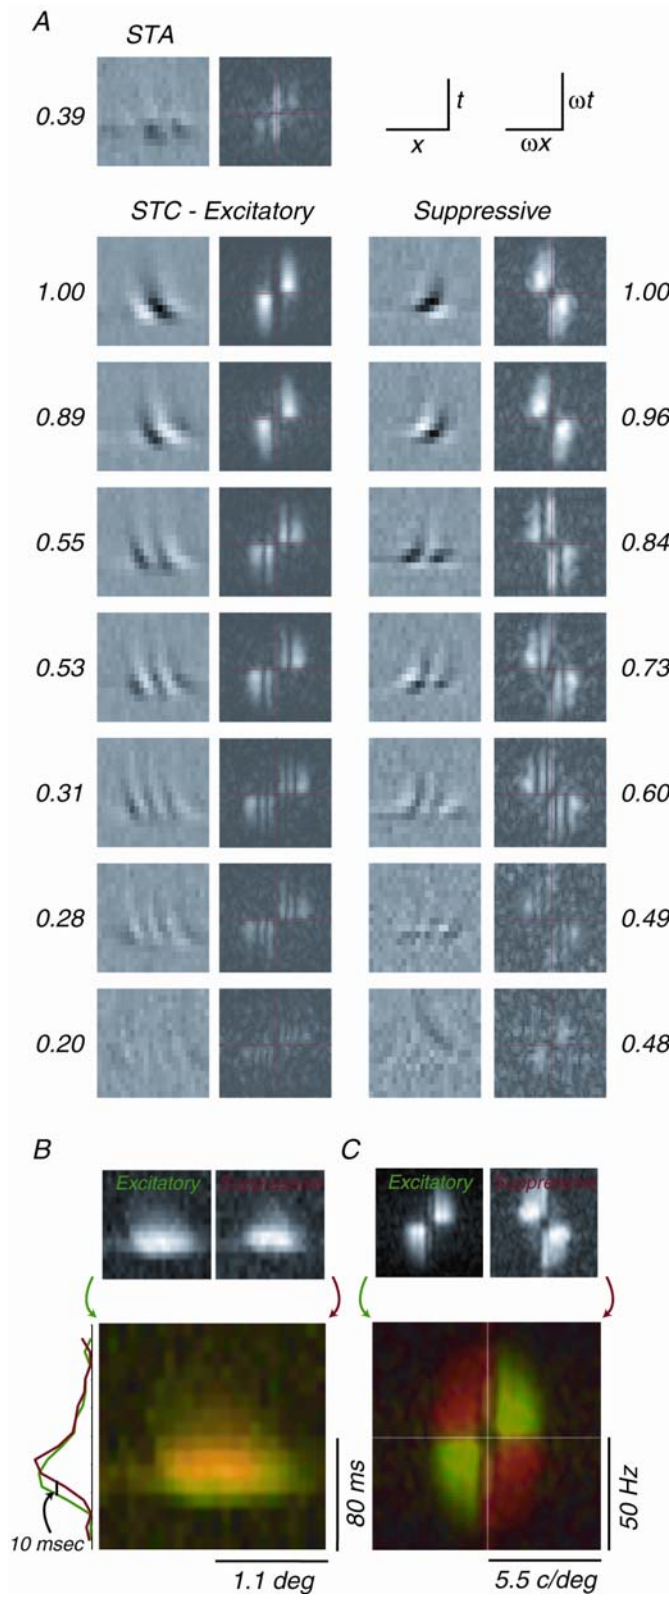 A
STA
0.39
t
x
ωt
ωx
STC - Excitatory
Suppressive
1.00
1.00
0.89
0.96
0.55
0.84
0.53
0.73
0.31
0.60
0.28
0.49
0.20
0.48
B
C
Excitatory
Suppressive
Excitatory
Suppressive
10 msec
80 ms
1.1 deg
50 Hz
5.5 c/deg